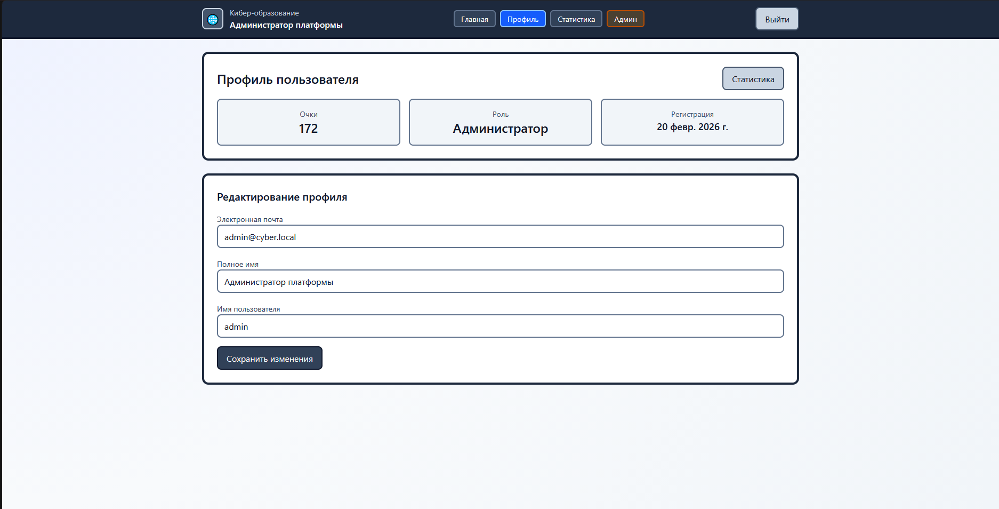 Кибер-образование
Администратор платформы
Главная
Профиль
Статистика
Админ
Выйти
Профиль пользователя
Статистика
Очки
172
Роль
Администратор
Регистрация
20 февр. 2026 г.
Редактирование профиля
Электронная почта
admin@cyber.local
Полное имя
Администратор платформы
Имя пользователя
admin
Сохранить изменения